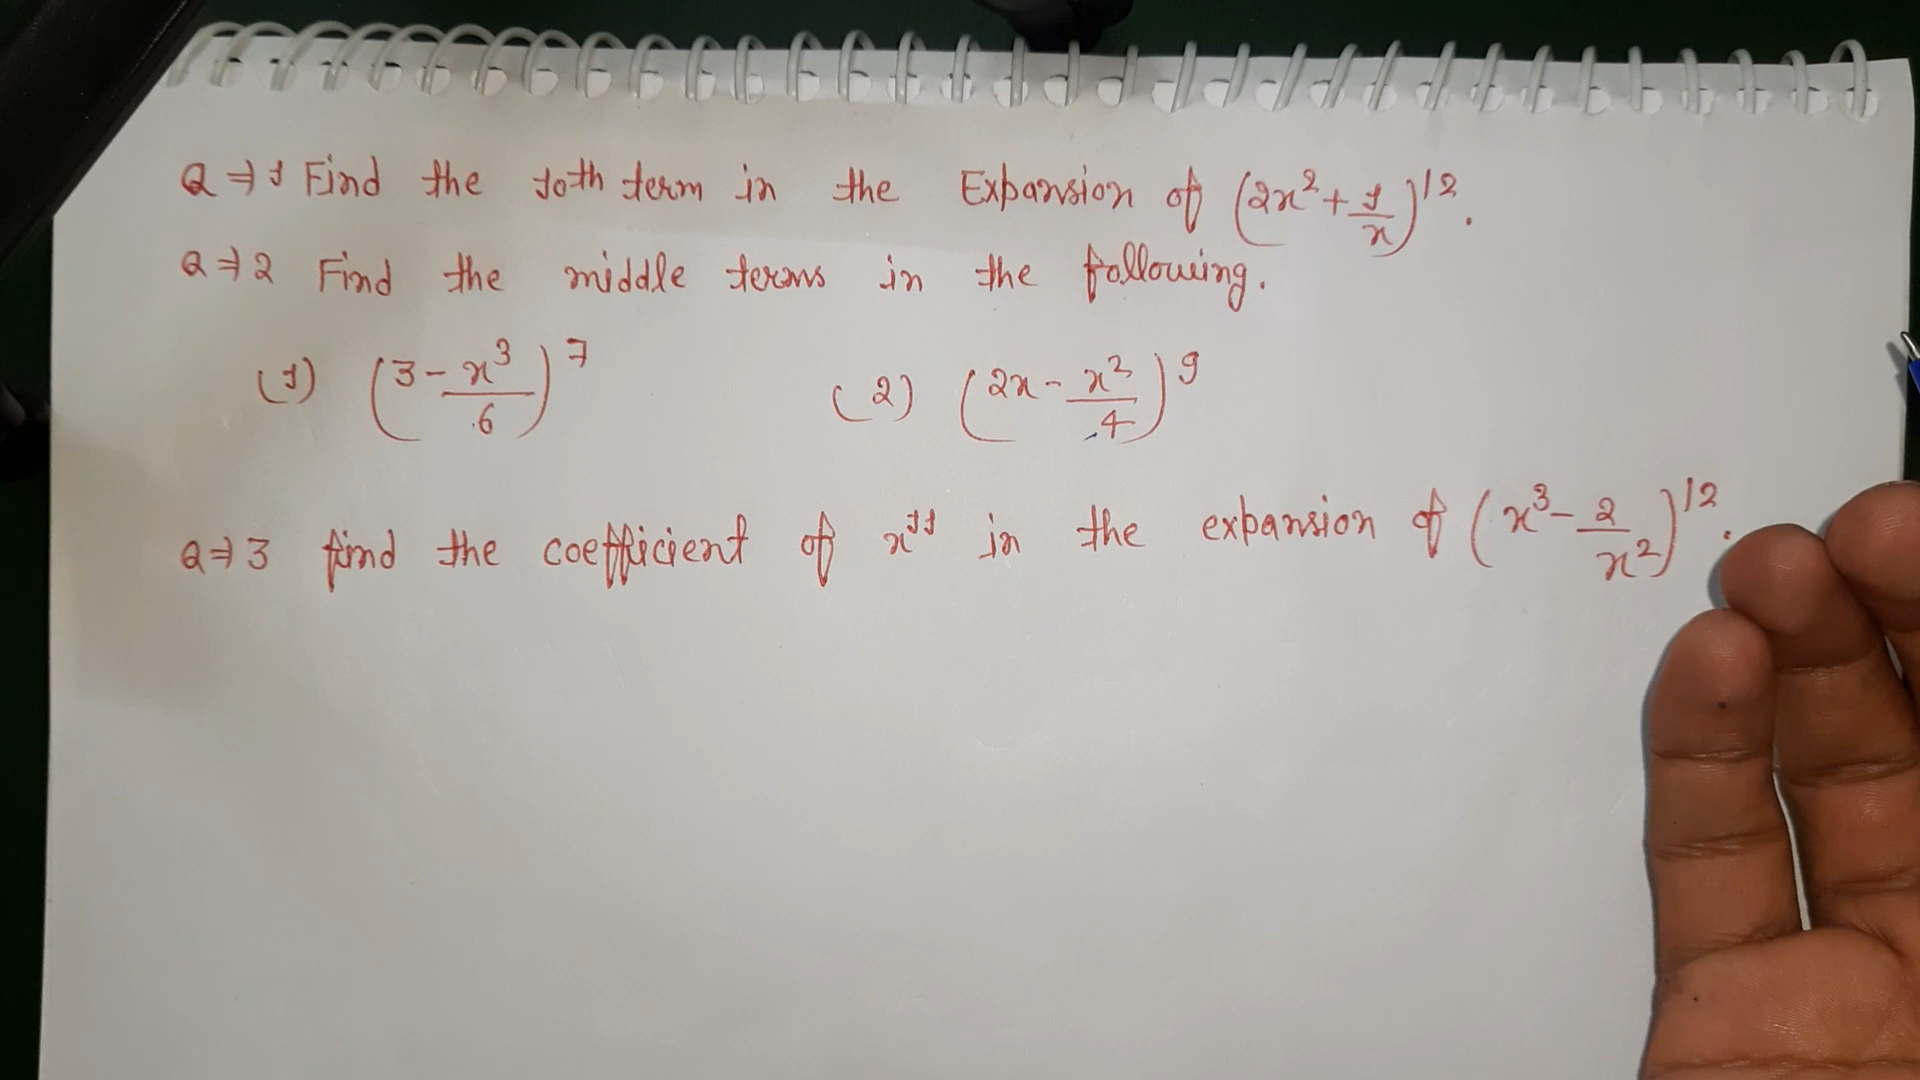 Q⇒1 Find the 10th term in the Expansion of (2x² + 1/x)¹².
Q⇒2 Find the middle terms in the following.
(1) (3 - x³/6)⁷ (2) (2x - x²/4)⁹
Q⇒3 find the coefficient of x¹¹ in the expansion of (x³ - 2/x²)¹².